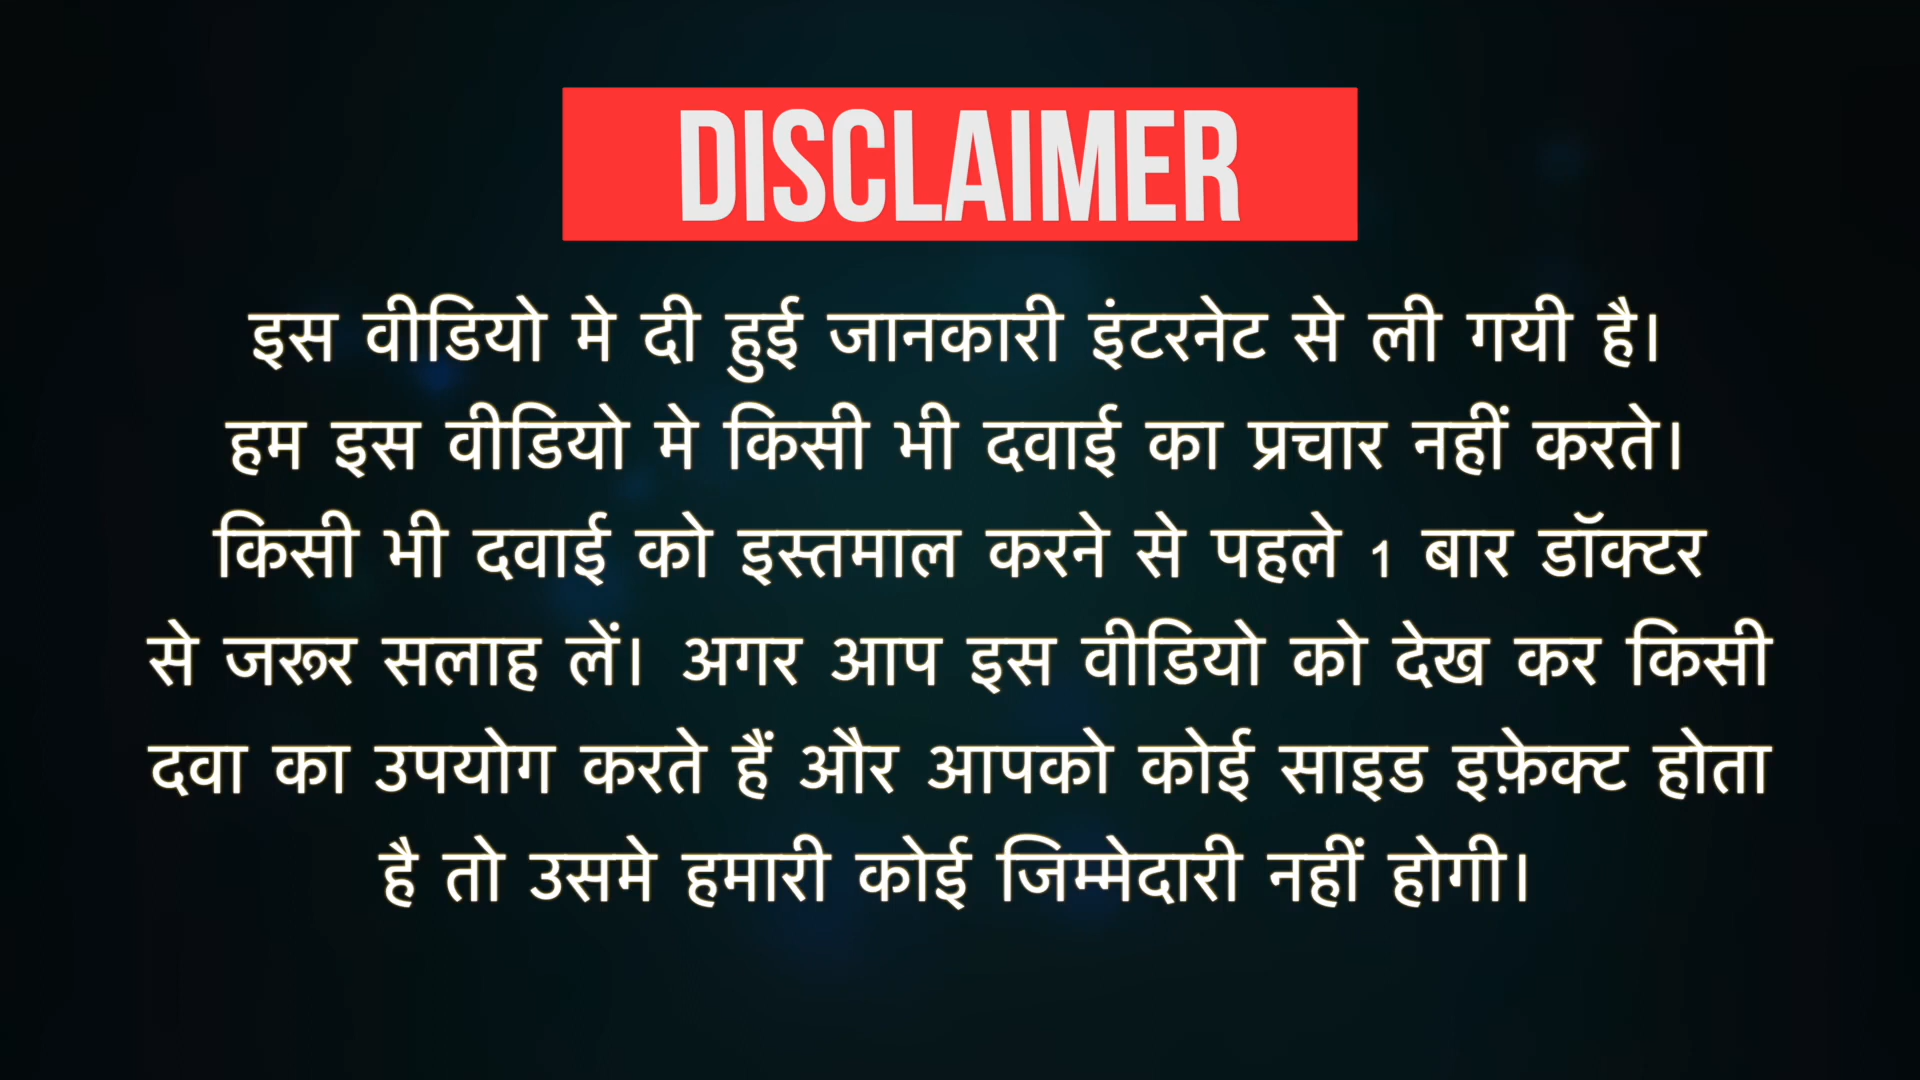 DISCLAIMER
इस वीडियो मे दी हुई जानकारी इंटरनेट से ली गयी है।
हम इस वीडियो मे किसी भी दवाई का प्रचार नहीं करते।
किसी भी दवाई को इस्तमाल करने से पहले 1 बार डॉक्टर
से जरूर सलाह लें। अगर आप इस वीडियो को देख कर किसी
दवा का उपयोग करते हैं और आपको कोई साइड इफ़ेक्ट होता
है तो उसमे हमारी कोई जिम्मेदारी नहीं होगी।